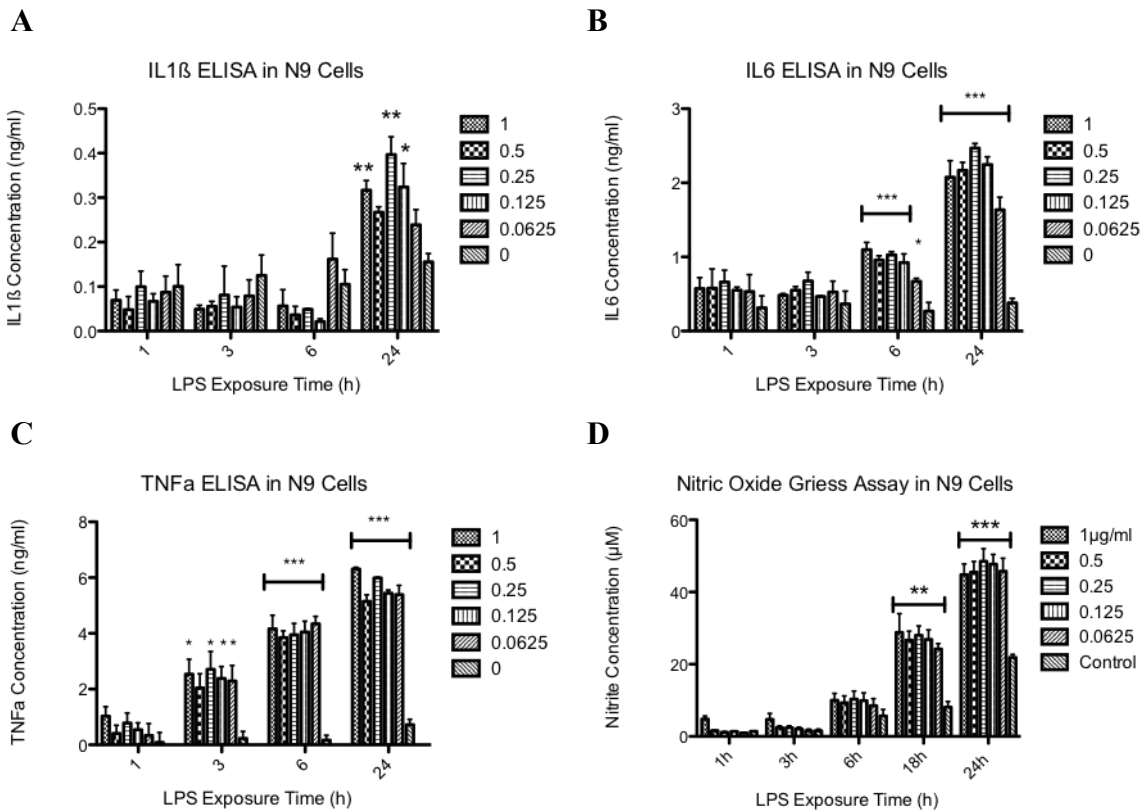 A
IL1ß ELISA in N9 Cells
IL1ß Concentration (ng/ml)
0.5
0.4
0.3
0.2
0.1
0.0
** ** *
1 3 6 24
LPS Exposure Time (h)
1
0.5
0.25
0.125
0.0625
0
B
IL6 ELISA in N9 Cells
IL6 Concentration (ng/ml)
3
2
1
0
*** * ***
1 3 6 24
LPS Exposure Time (h)
1
0.5
0.25
0.125
0.0625
0
C
TNFa ELISA in N9 Cells
TNFa Concentration (ng/ml)
8
6
4
2
0
* * * * *** ***
1 3 6 24
LPS Exposure Time (h)
1
0.5
0.25
0.125
0.0625
0
D
Nitric Oxide Griess Assay in N9 Cells
Nitrite Concentration (µM)
60
40
20
0
** ***
1h 3h 6h 18h 24h
LPS Exposure Time (h)
1µg/ml
0.5
0.25
0.125
0.0625
Control